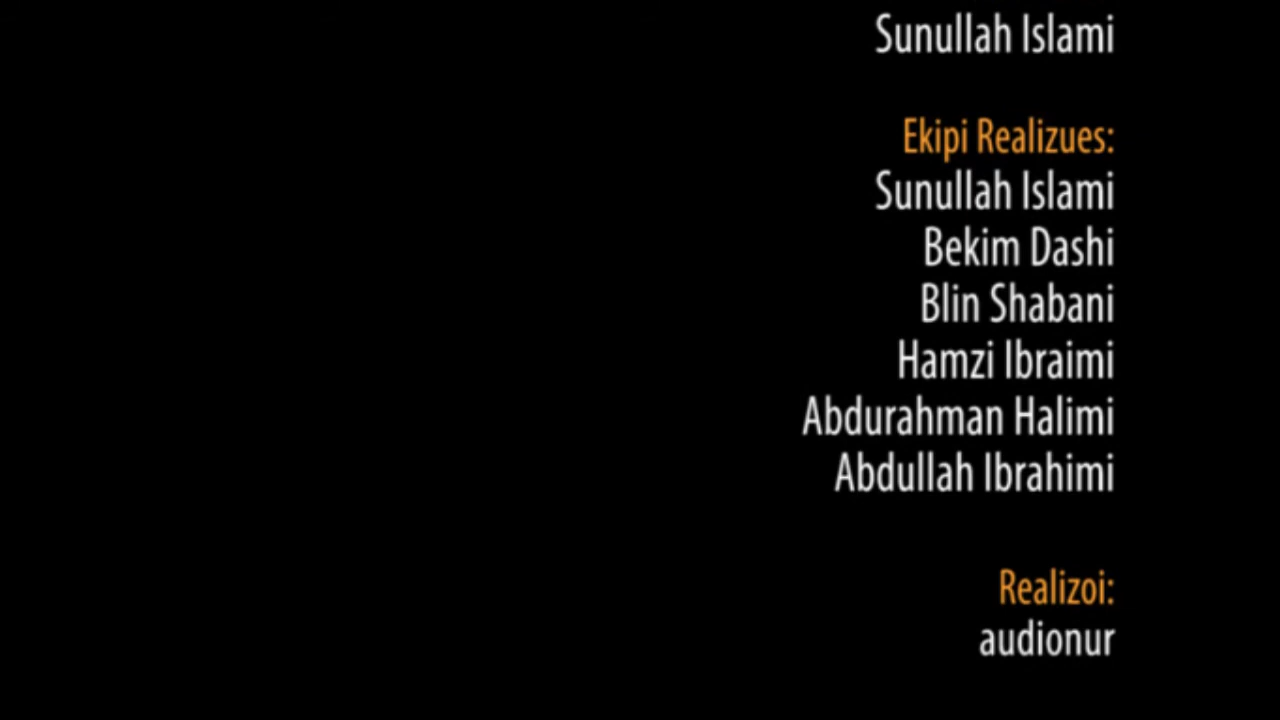 Sunullah Islami
Ekipi Realizues:
Sunullah Islami
Bekim Dashi
Blin Shabani
Hamzi Ibraimi
Abdurahman Halimi
Abdullah Ibrahimi
Realizoi:
audionur